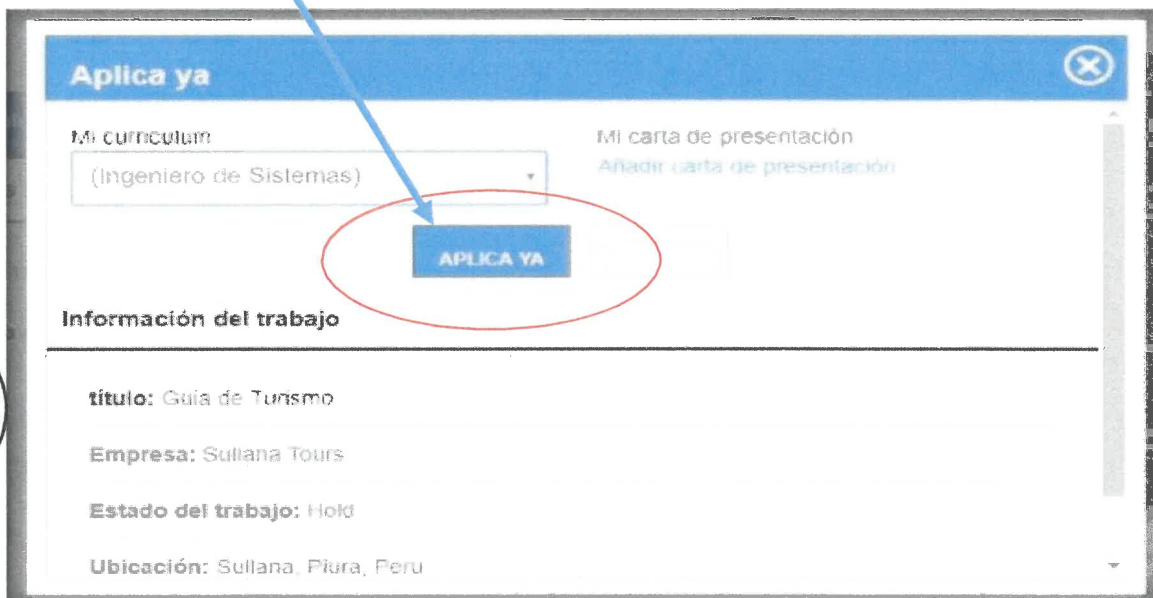 Aplica ya
Mi curriculum
Mi carta de presentación
(Ingeniero de Sistemas)
Añadir carta de presentación
APLICA YA
Información del trabajo
título: Guia de Turismo
Empresa: Sullana Tours
Estado del trabajo: Hold
Ubicación: Sullana, Piura, Peru